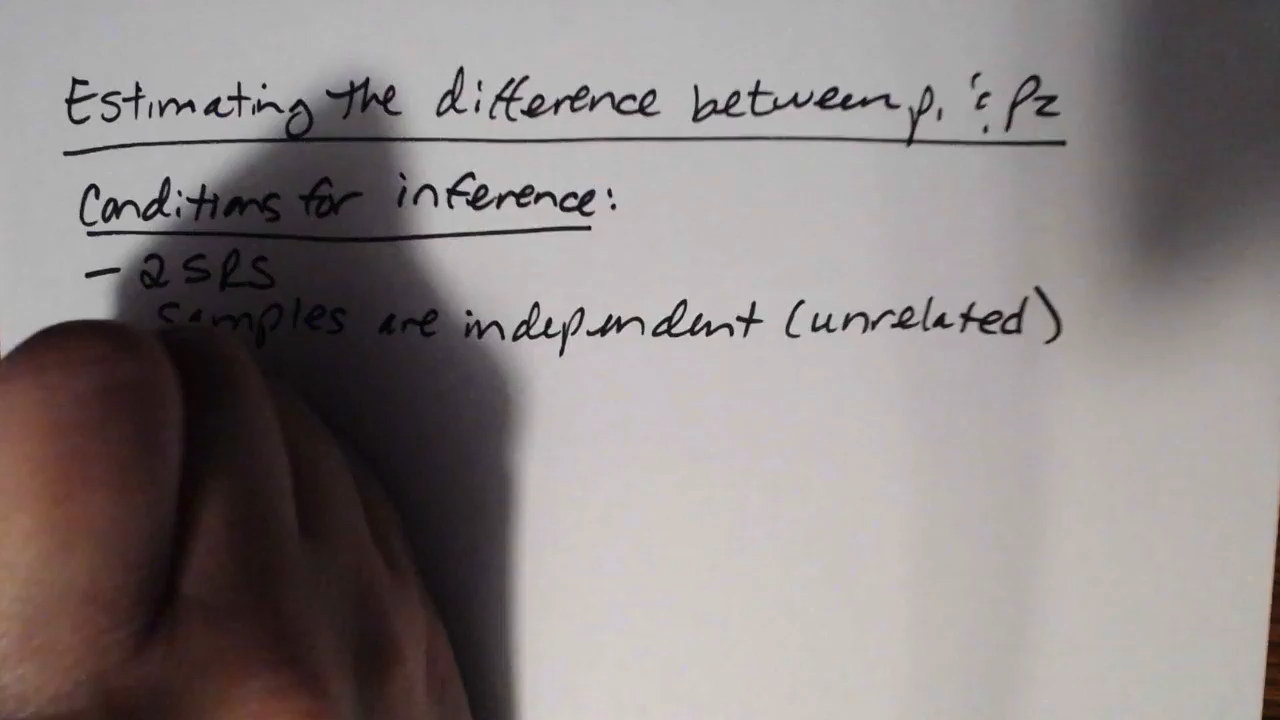 Estimating the difference between p₁ & p₂
Conditions for inference:
- 2 SRS
samples are independent (unrelated)